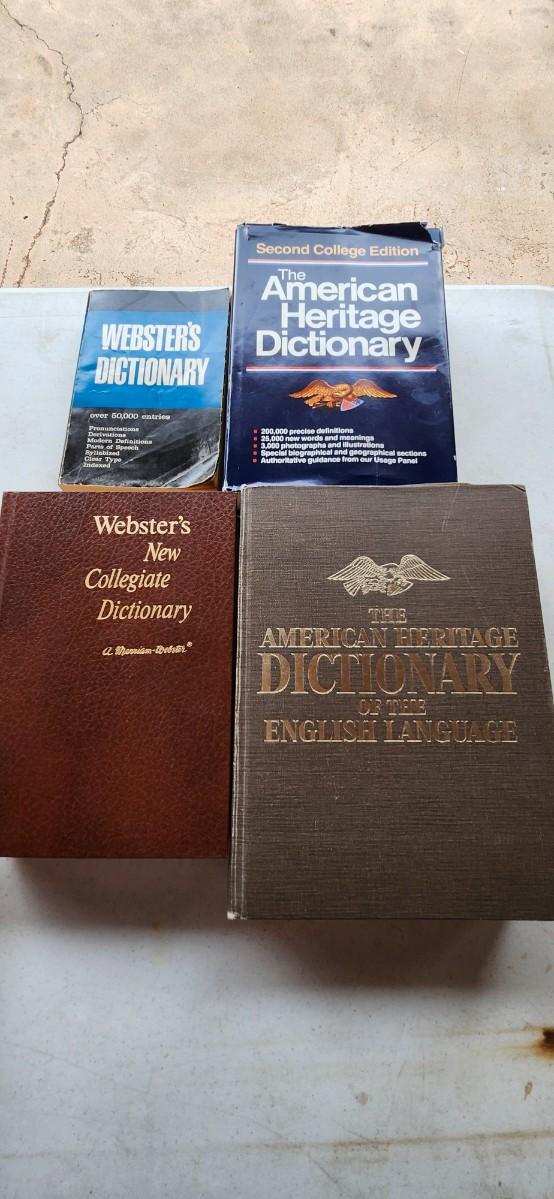 WEBSTER'S
DICTIONARY
over 50,000 entries
Pronunciations
Derivations
Modern Definitions
Parts of Speech
Syllabized
Clear Type
Indexed
Second College Edition
The
American
Heritage
Dictionary
200,000 precise definitions
25,000 new words and meanings
3,000 photographs and illustrations
Special biographical and geographical sections
Authoritative guidance from our Usage Panel
Webster's
New
Collegiate
Dictionary
a Merriam-Webster®
THE
AMERICAN HERITAGE
DICTIONARY
OF THE
ENGLISH LANGUAGE